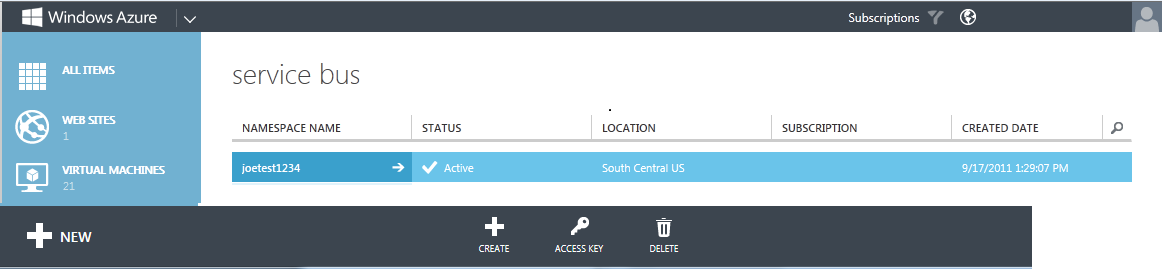 Windows Azure
Subscriptions
ALL ITEMS
WEB SITES
1
VIRTUAL MACHINES
21
service bus
NAMESPACE NAME STATUS LOCATION SUBSCRIPTION CREATED DATE
joetest1234 Active South Central US 9/17/2011 1:29:07 PM
NEW
CREATE ACCESS KEY DELETE